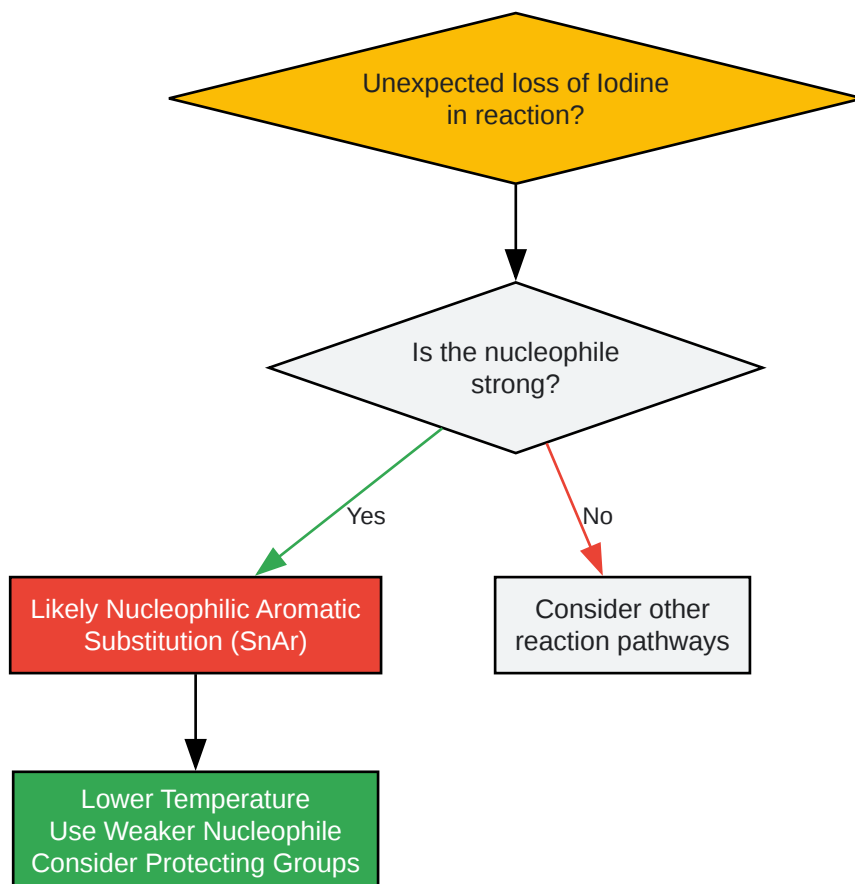 Unexpected loss of Iodine
in reaction?
Is the nucleophile
strong?
Yes
No
Likely Nucleophilic Aromatic
Substitution (SnAr)
Consider other
reaction pathways
Lower Temperature
Use Weaker Nucleophile
Consider Protecting Groups